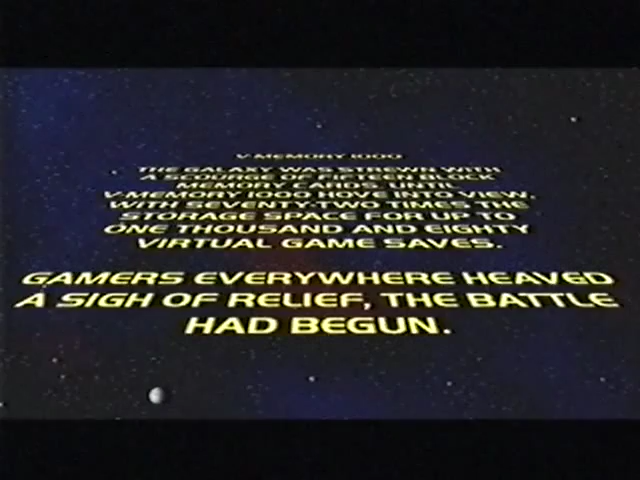 V-MEMORY 1000
THE GALAXY WAS STREWN WITH
A SCORGE OF FIFTEEN BLOCK
MEMORY CARDS, UNTIL
V-MEMORY 1000 HOVE INTO VIEW,
WITH SEVENTY-TWO TIMES THE
STORAGE SPACE FOR UP TO
ONE THOUSAND AND EIGHTY
VIRTUAL GAME SAVES.
GAMERS EVERYWHERE HEAVED
A SIGH OF RELIEF, THE BATTLE
HAD BEGUN.